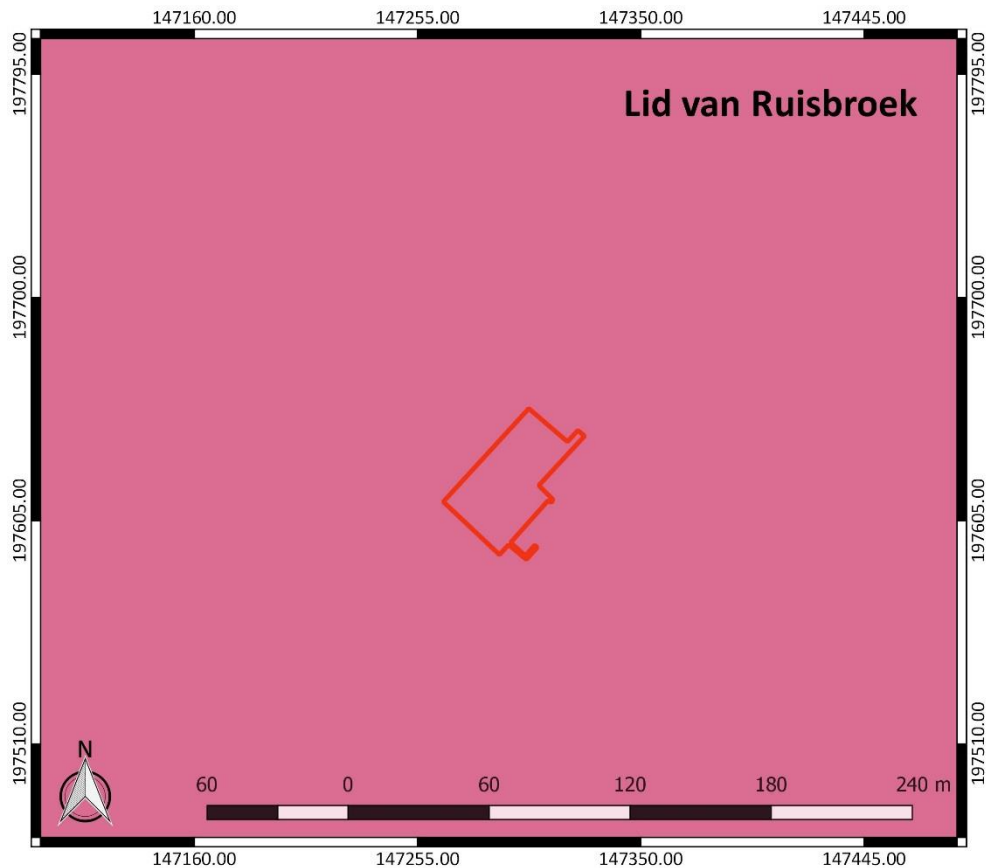 147160.00 147255.00 147350.00 147445.00
197795.00 197795.00
Lid van Ruisbroek
197700.00 197700.00
197605.00 197605.00
197510.00 197510.00
N
60 0 60 120 180 240 m
147160.00 147255.00 147350.00 147445.00